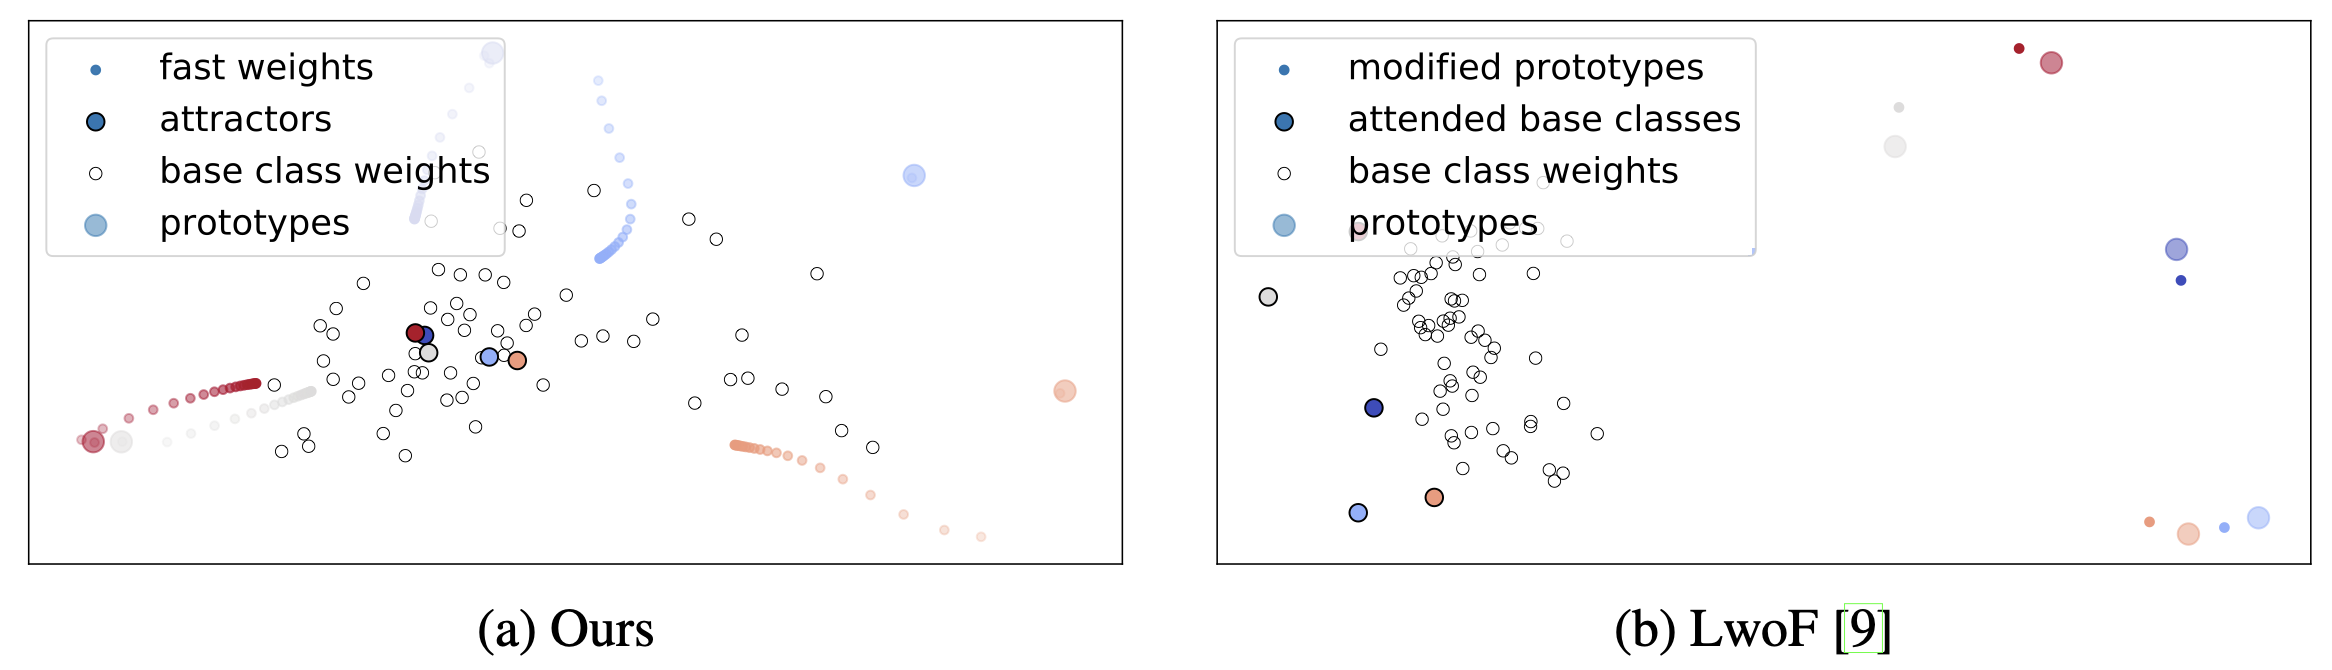 fast weights
attractors
base class weights
prototypes
modified prototypes
attended base classes
base class weights
prototypes
(a) Ours
(b) LwoF [9]